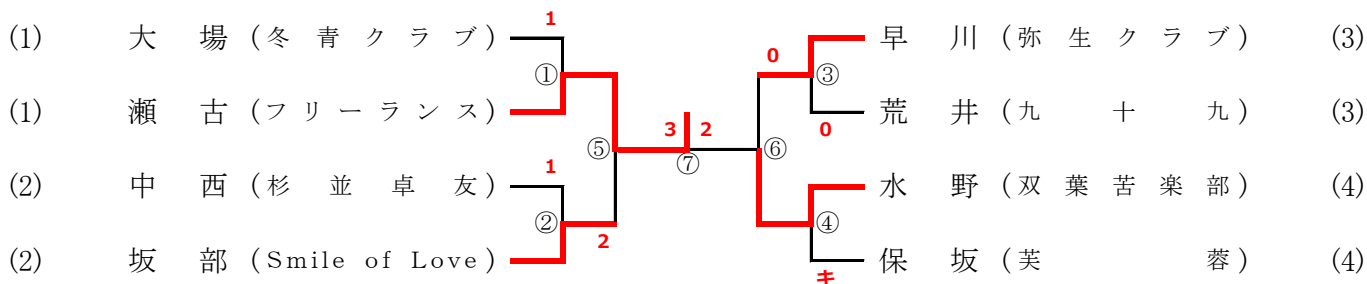 1
(1) 大場(冬青クラブ) 0 早川(弥生クラブ) (3)
① ③
(1) 瀬古(フリーランス) 3 2 0 荒井(九十九) (3)
⑤ ⑦ ⑥
1
(2) 中西(杉並卓友) 水野(双葉苦楽部) (4)
② 2 ④
(2) 坂部(Smile of Love) 保坂(芙蓉) (4)
キ